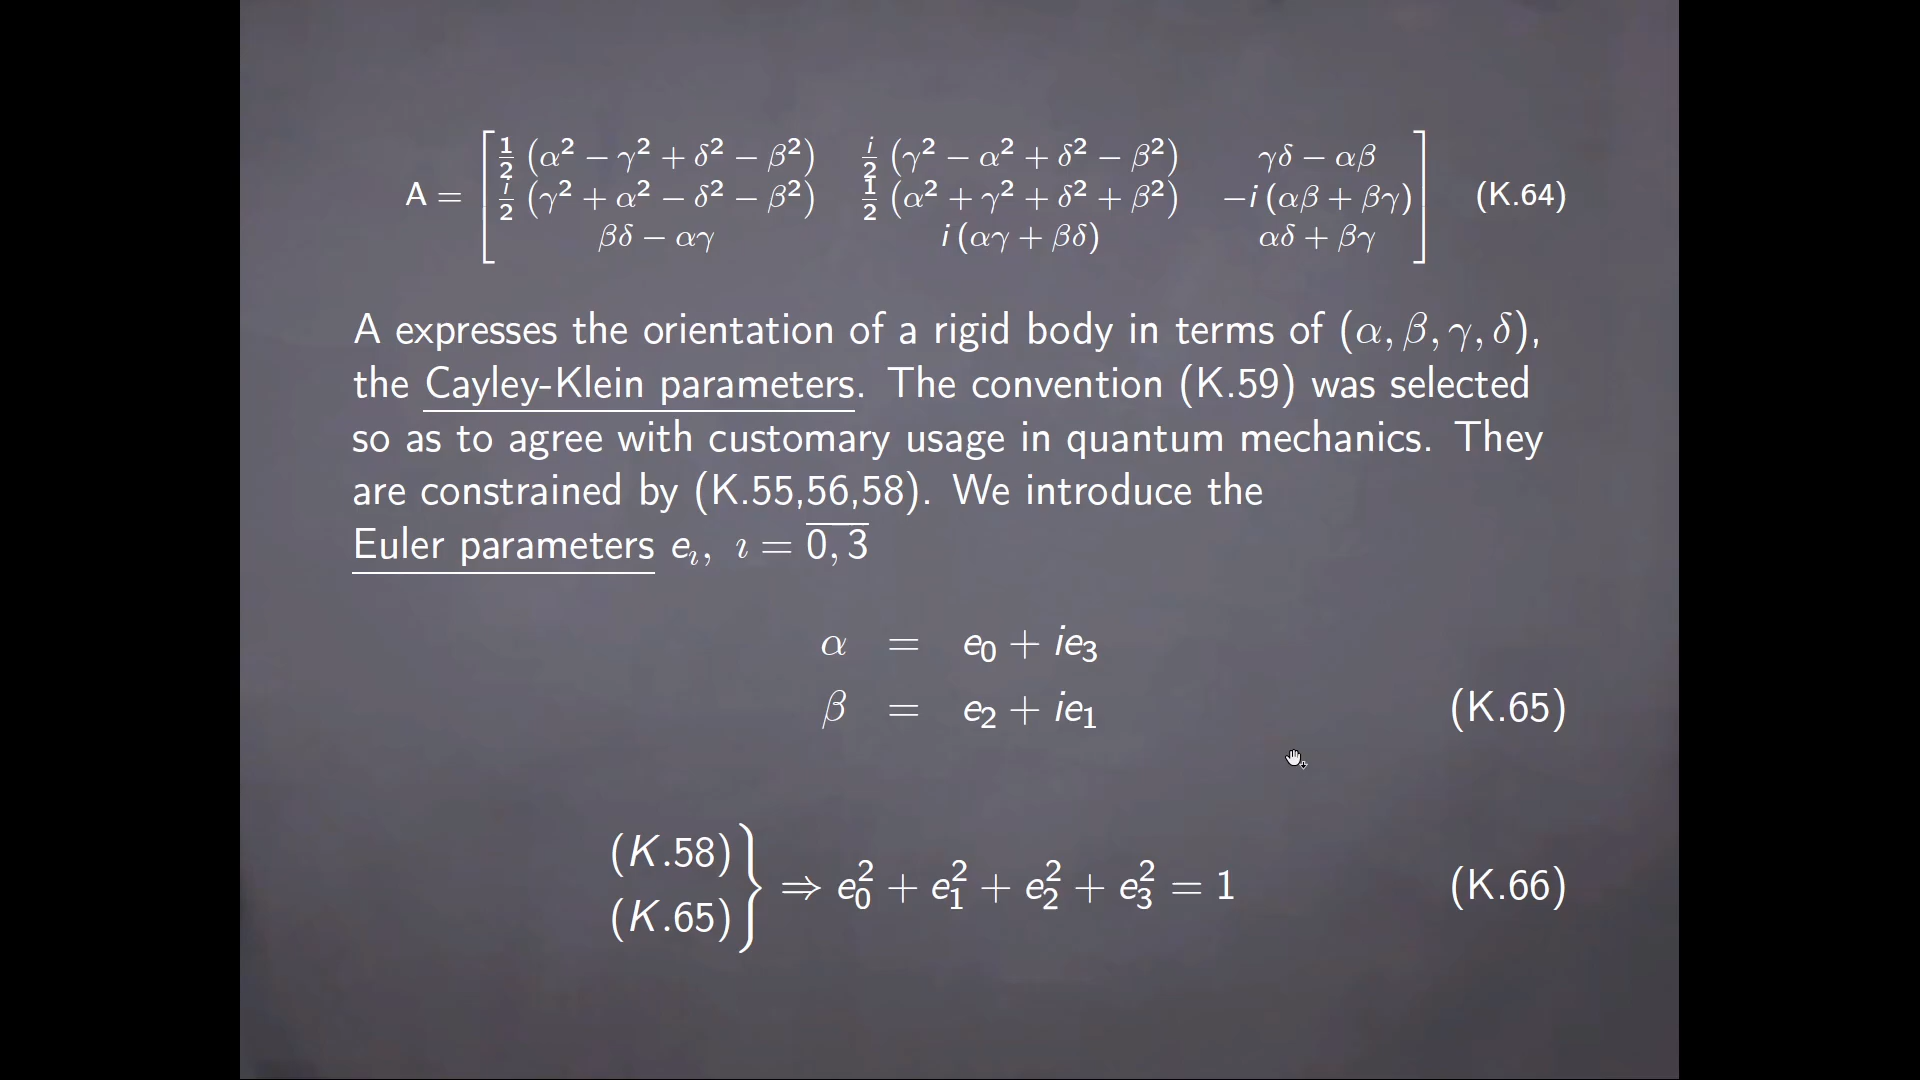 A = [ ½ (α² − γ² + δ² − β²)   i/2 (γ² − α² + δ² − β²)   γδ − αβ
i/2 (γ² + α² − δ² − β²)   ½ (α² + γ² + δ² + β²)   −i (αβ + βγ)
βδ − αγ   i (αγ + βδ)   αδ + βγ ]   (K.64)
A expresses the orientation of a rigid body in terms of (α, β, γ, δ),
the Cayley-Klein parameters. The convention (K.59) was selected
so as to agree with customary usage in quantum mechanics. They
are constrained by (K.55,56,58). We introduce the
Euler parameters eᵢ, ı = 0, 3
α = e₀ + ie₃
β = e₂ + ie₁   (K.65)
(K.58)
(K.65) } ⇒ e₀² + e₁² + e₂² + e₃² = 1   (K.66)